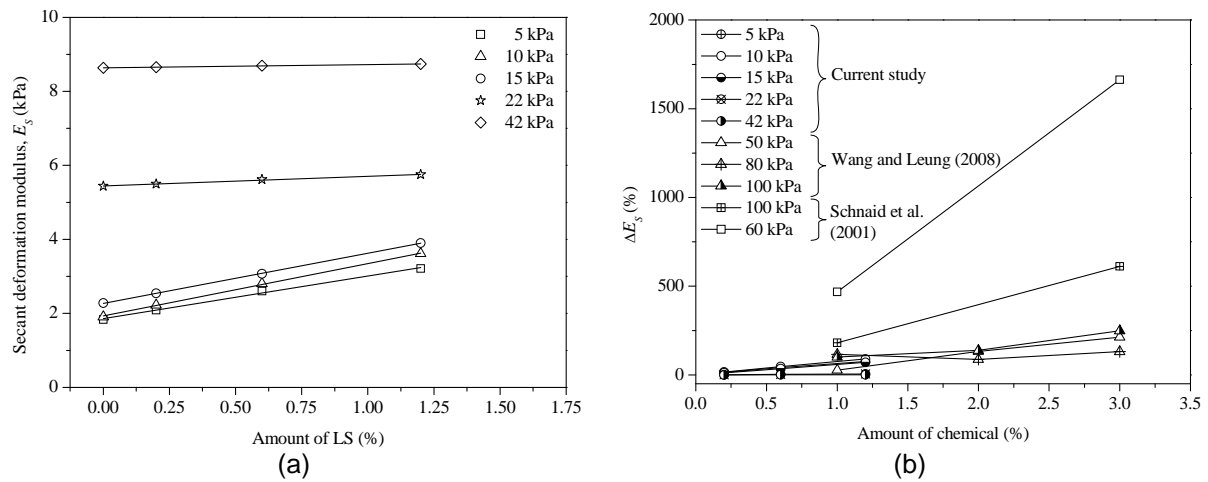 10
8
6
4
2
0
Secant deformation modulus, E_S (kPa)
5 kPa
10 kPa
15 kPa
22 kPa
42 kPa
0.00 0.25 0.50 0.75 1.00 1.25 1.50 1.75
Amount of LS (%)
(a)
2000
1500
1000
500
0
ΔE_S (%)
5 kPa
10 kPa
15 kPa
22 kPa
42 kPa
Current study
50 kPa
80 kPa
100 kPa
Wang and Leung (2008)
100 kPa
60 kPa
Schnaid et al.
(2001)
0.0 0.5 1.0 1.5 2.0 2.5 3.0 3.5
Amount of chemical (%)
(b)